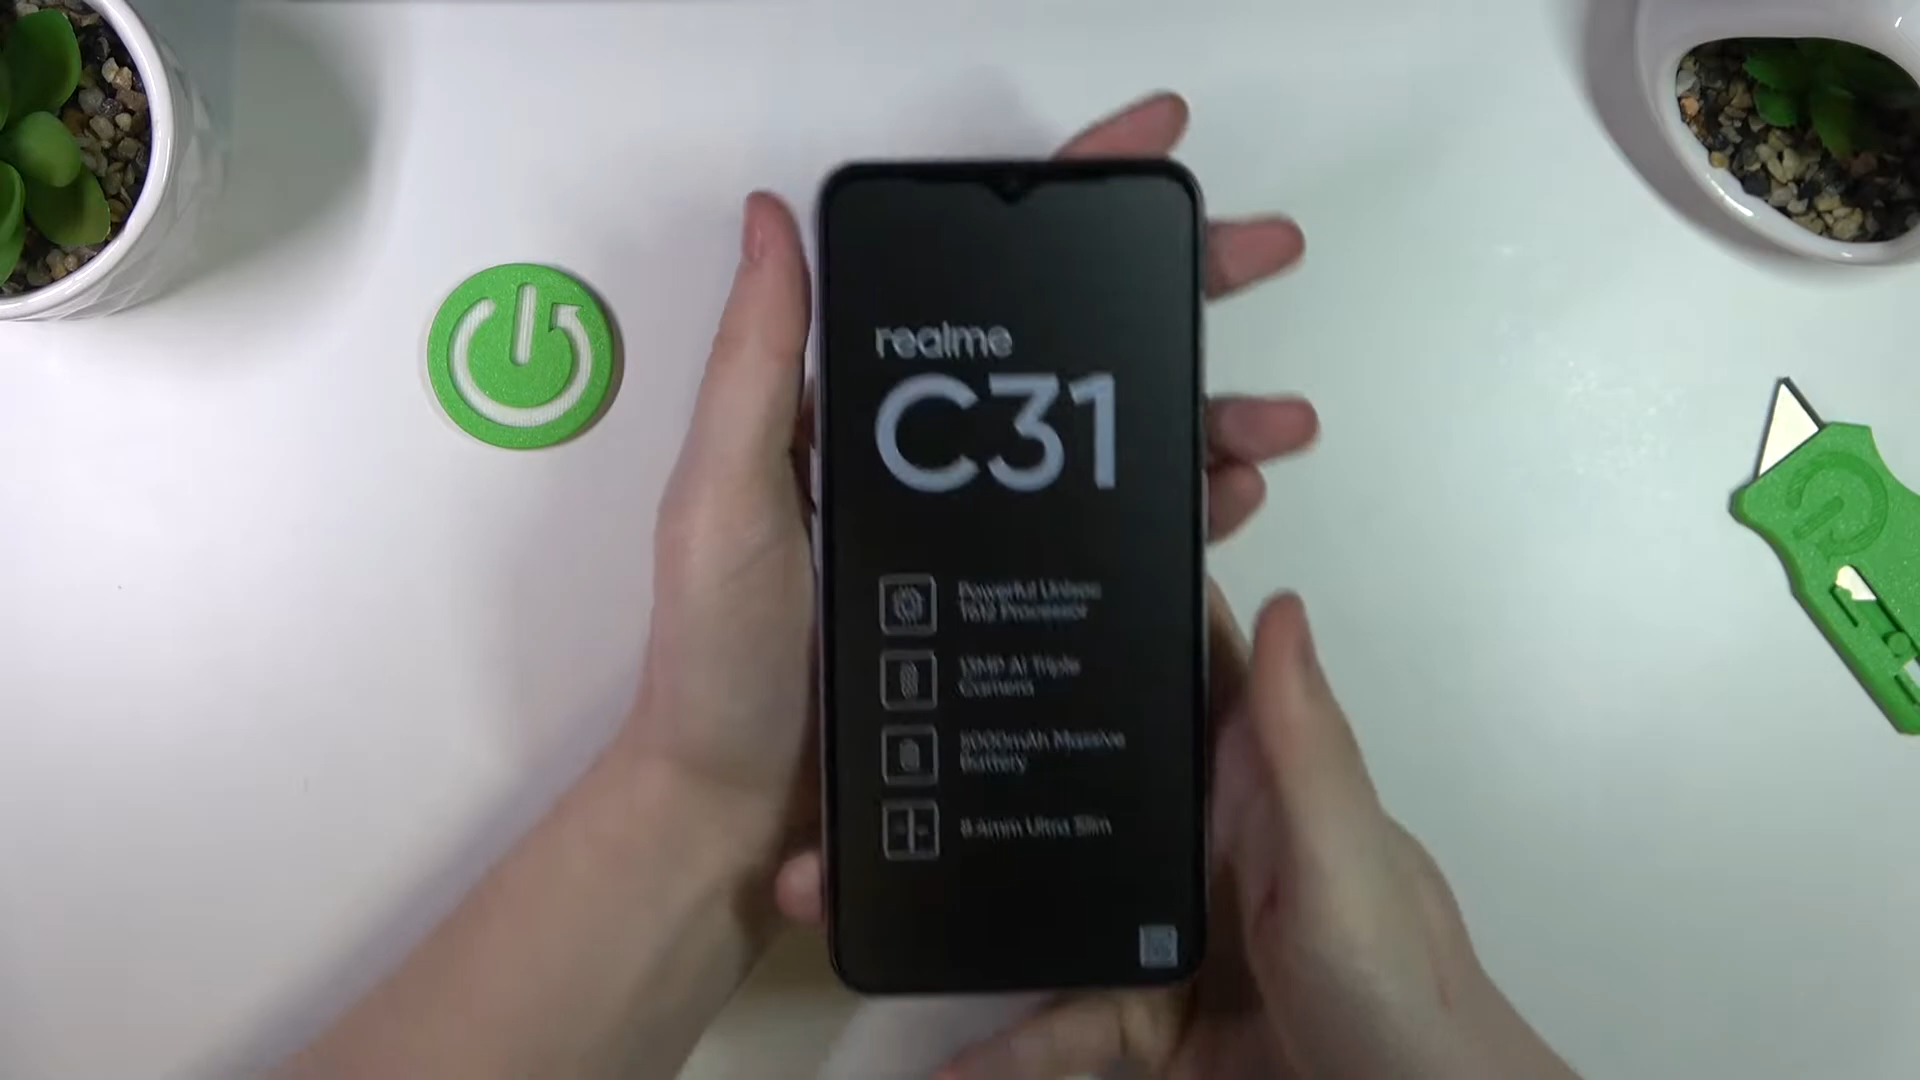 realme
C31
Powerful Unisoc
T612 Processor
13MP AI Triple
Camera
5000mAh Massive
Battery
8.4mm Ultra Slim